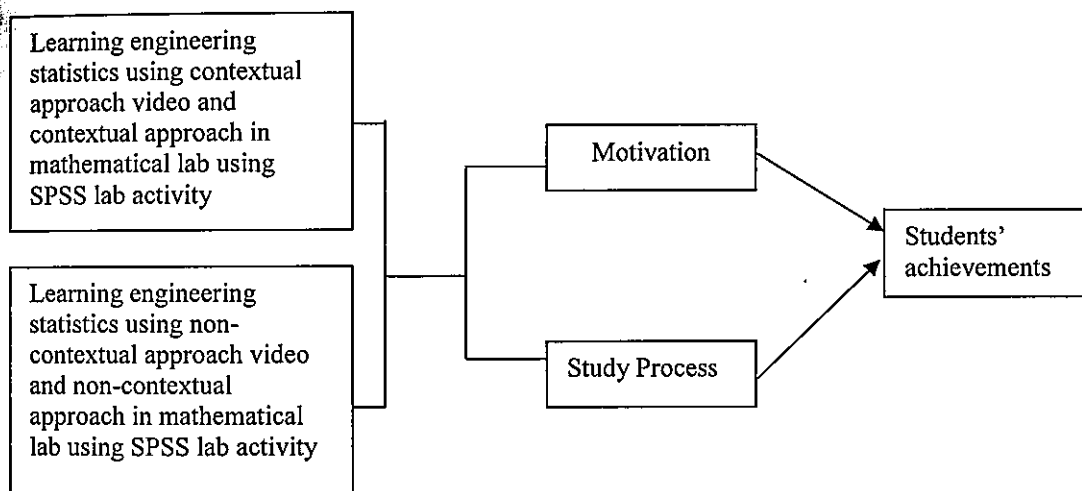 Learning engineering
statistics using contextual
approach video and
contextual approach in
mathematical lab using
SPSS lab activity
Learning engineering
statistics using non-
contextual approach video
and non-contextual
approach in mathematical
lab using SPSS lab activity
Motivation
Study Process
Students’
achievements